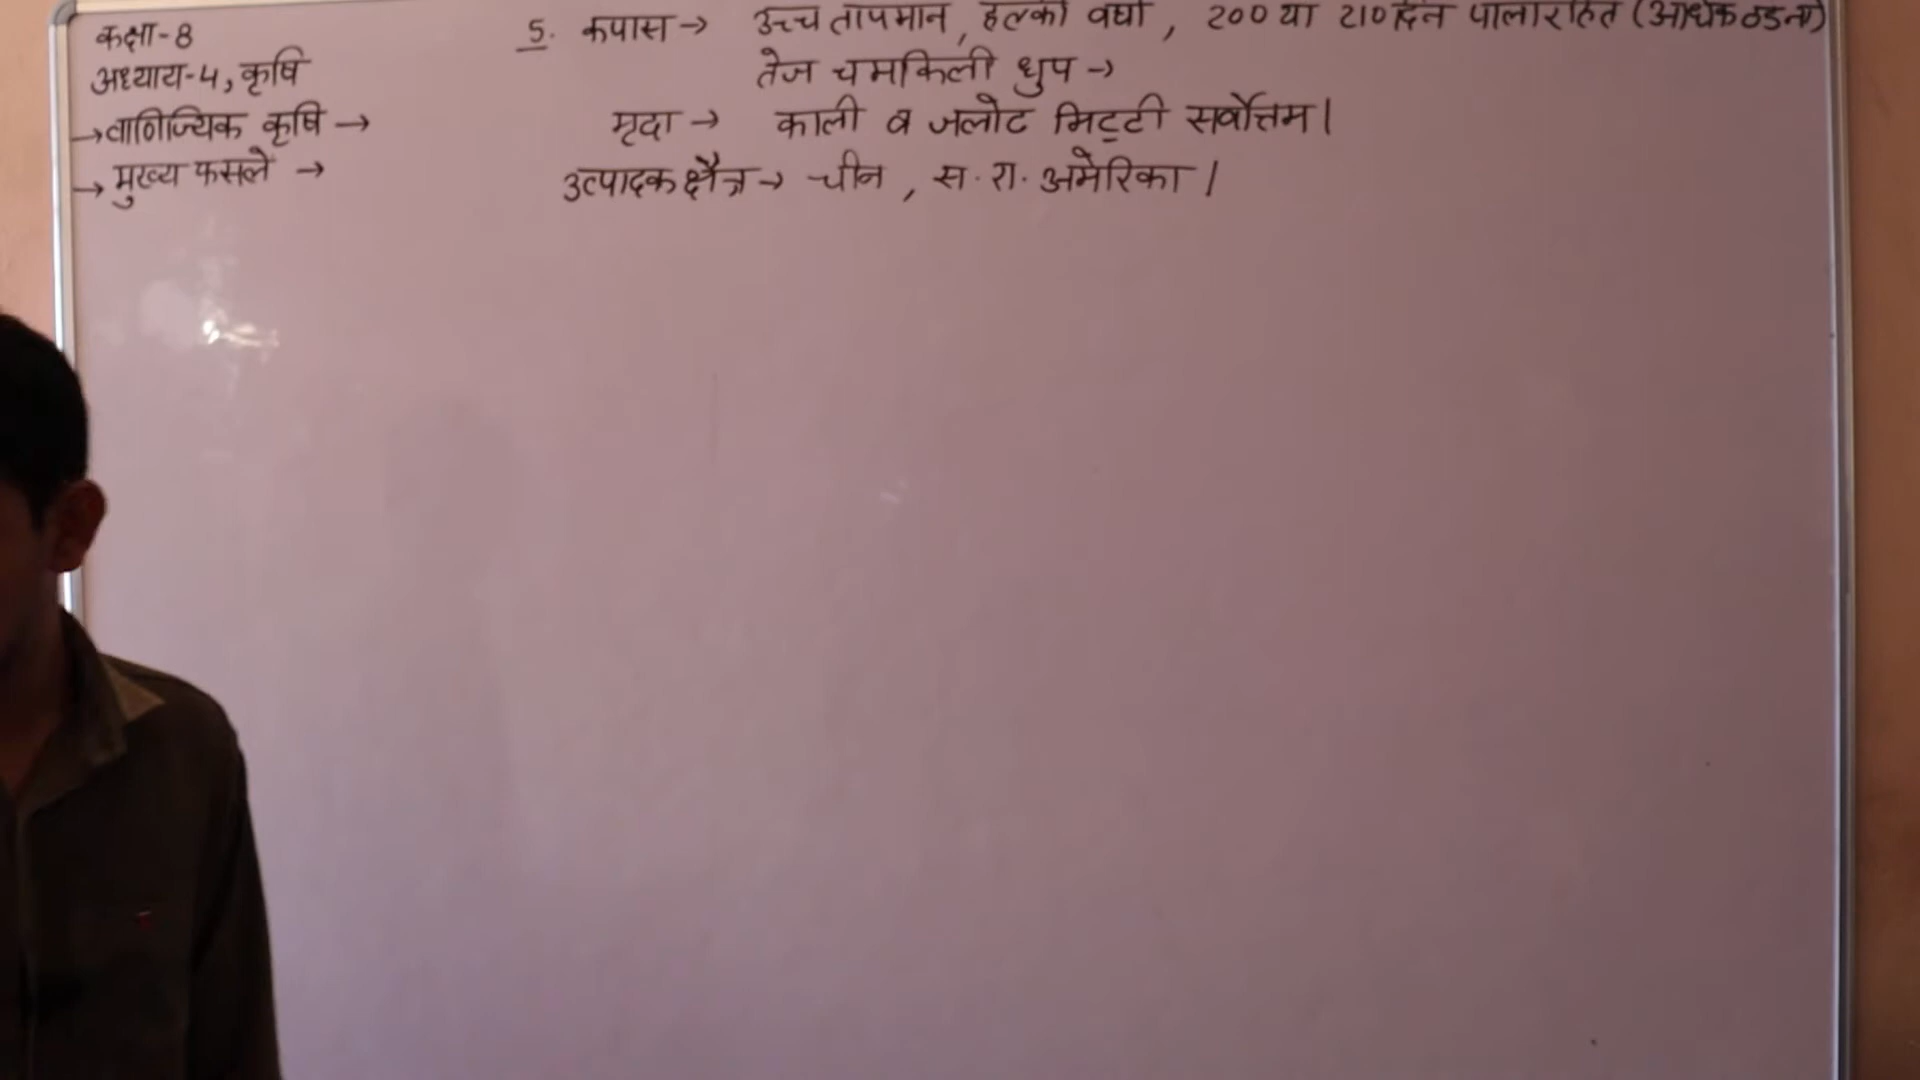 कक्षा-8
अध्याय-4, कृषि
→वाणिज्यिक कृषि →
→ मुख्य फसले →
5. कपास → उच्च तापमान, हल्की वर्षा, 200 या 210 दिन पालारहित (अधिक ठंड ना)
तेज चमकिली धुप →
मृदा → काली व जलोट मिट्टी सर्वोत्तम।
उत्पादक क्षैत्र → चीन, स. रा. अमेरिका।